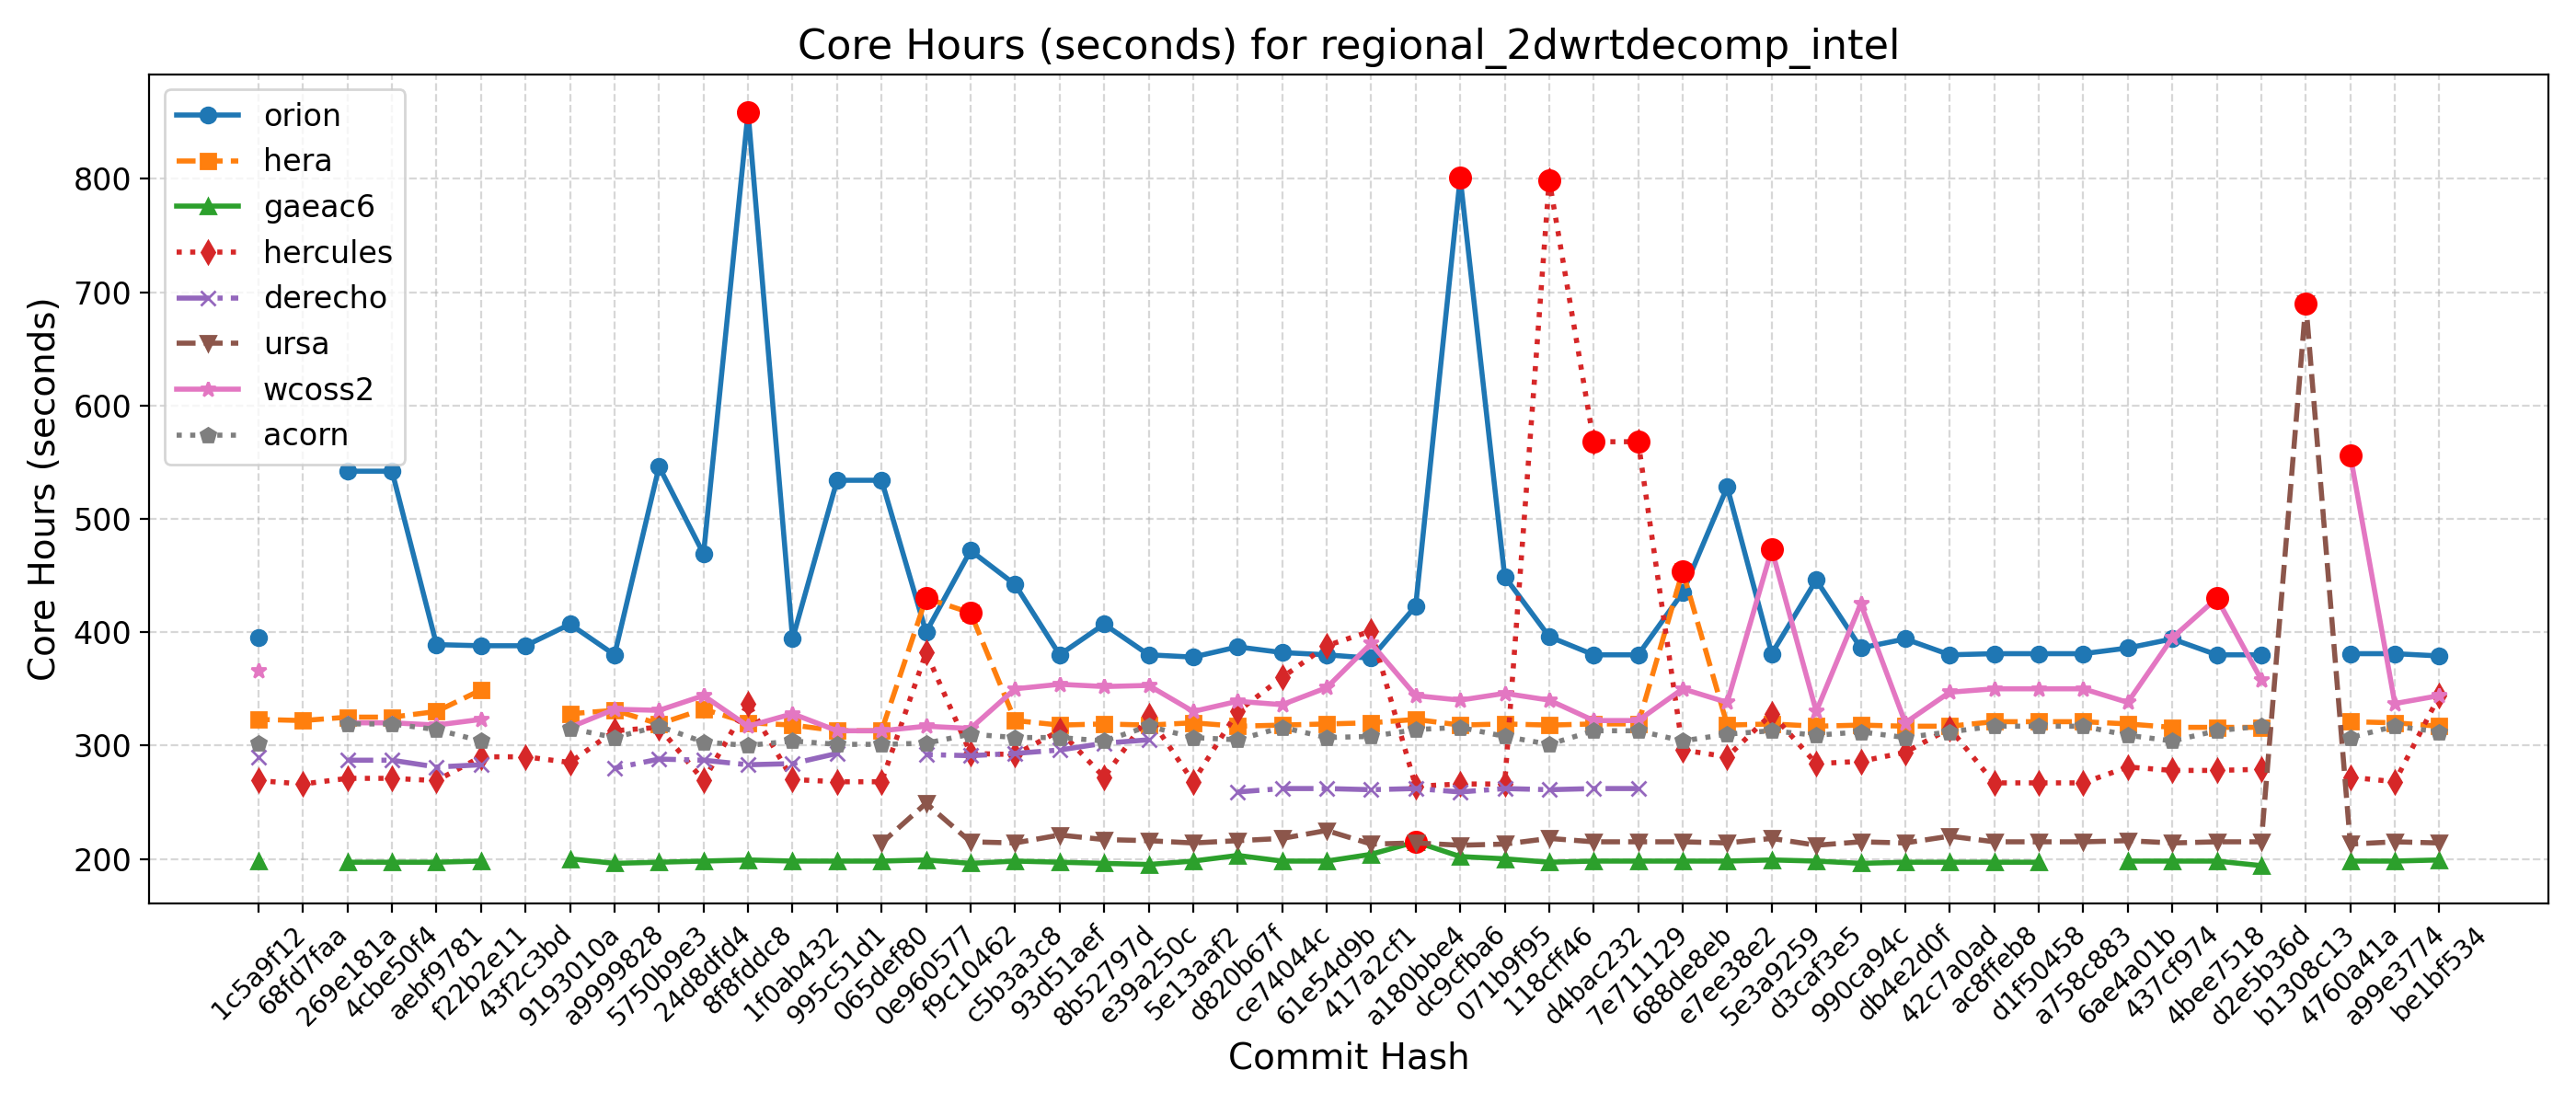 Core Hours (seconds) for regional_2dwrtdecomp_intel
Core Hours (seconds)
800
700
600
500
400
300
200
orion
hera
gaeac6
hercules
derecho
ursa
wcoss2
acorn
1c5a9f12
68fd7faa
269e181a
4cbe50f4
aebf9781
f22b2e11
43f2c3bd
9193010a
a9999828
5750b9e3
24d8dfd4
8f8fddc8
1f0ab432
995c51d1
065def80
0e960577
f9c10462
c5b3a3c8
93d51aef
8b52797d
e39a250c
5e13aaf2
d820b67f
ce74044c
61e54d9b
417a2cf1
a180bbe4
dc9cfba6
071b9f95
118cff46
d4bac232
7e711129
688de8eb
e7ee38e2
5e3a9259
d3caf3e5
990ca94c
db4e2d0f
42c7a0ad
ac8ffeb8
d1f50458
a758c883
6ae4a01b
437cf974
4bee7518
d2e5b36d
b1308c13
4760a41a
a99e3774
be1bf534
Commit Hash